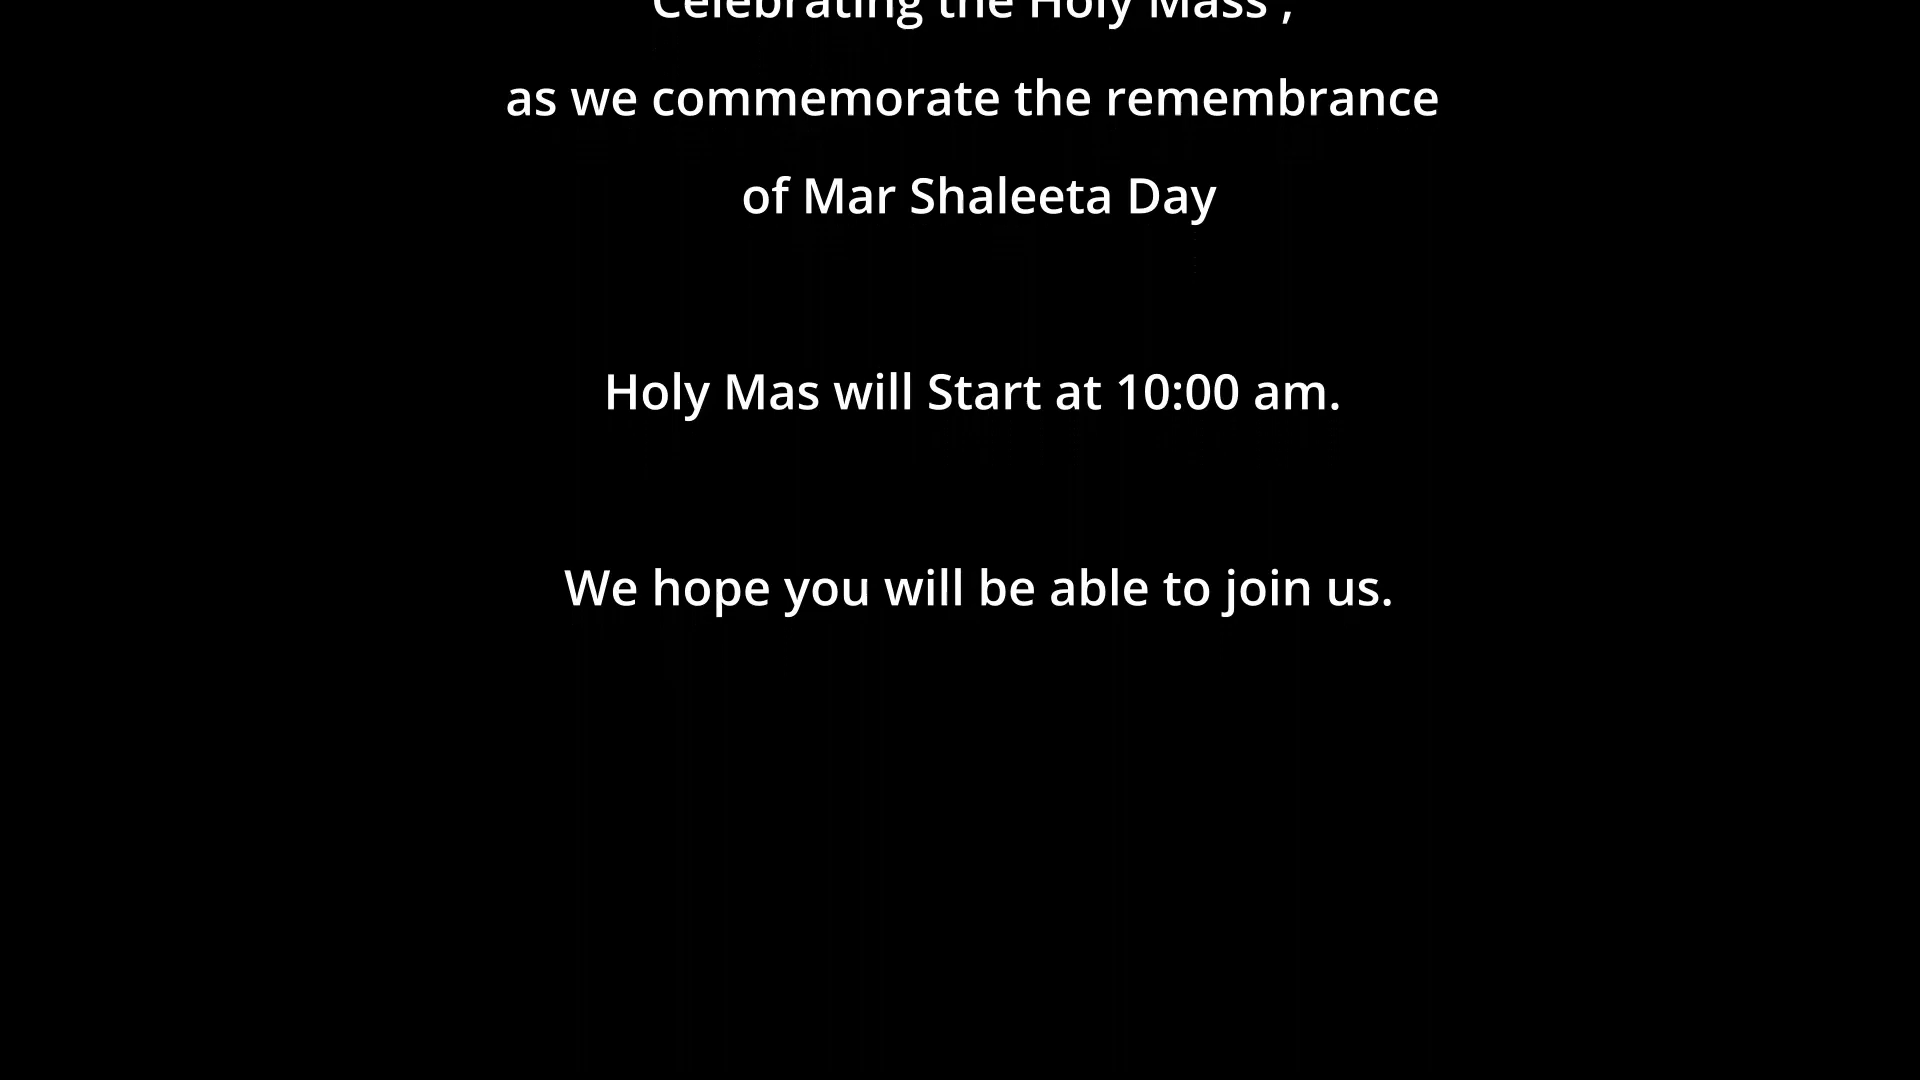 Celebrating the Holy Mass ,
as we commemorate the remembrance
of Mar Shaleeta Day
Holy Mas will Start at 10:00 am.
We hope you will be able to join us.